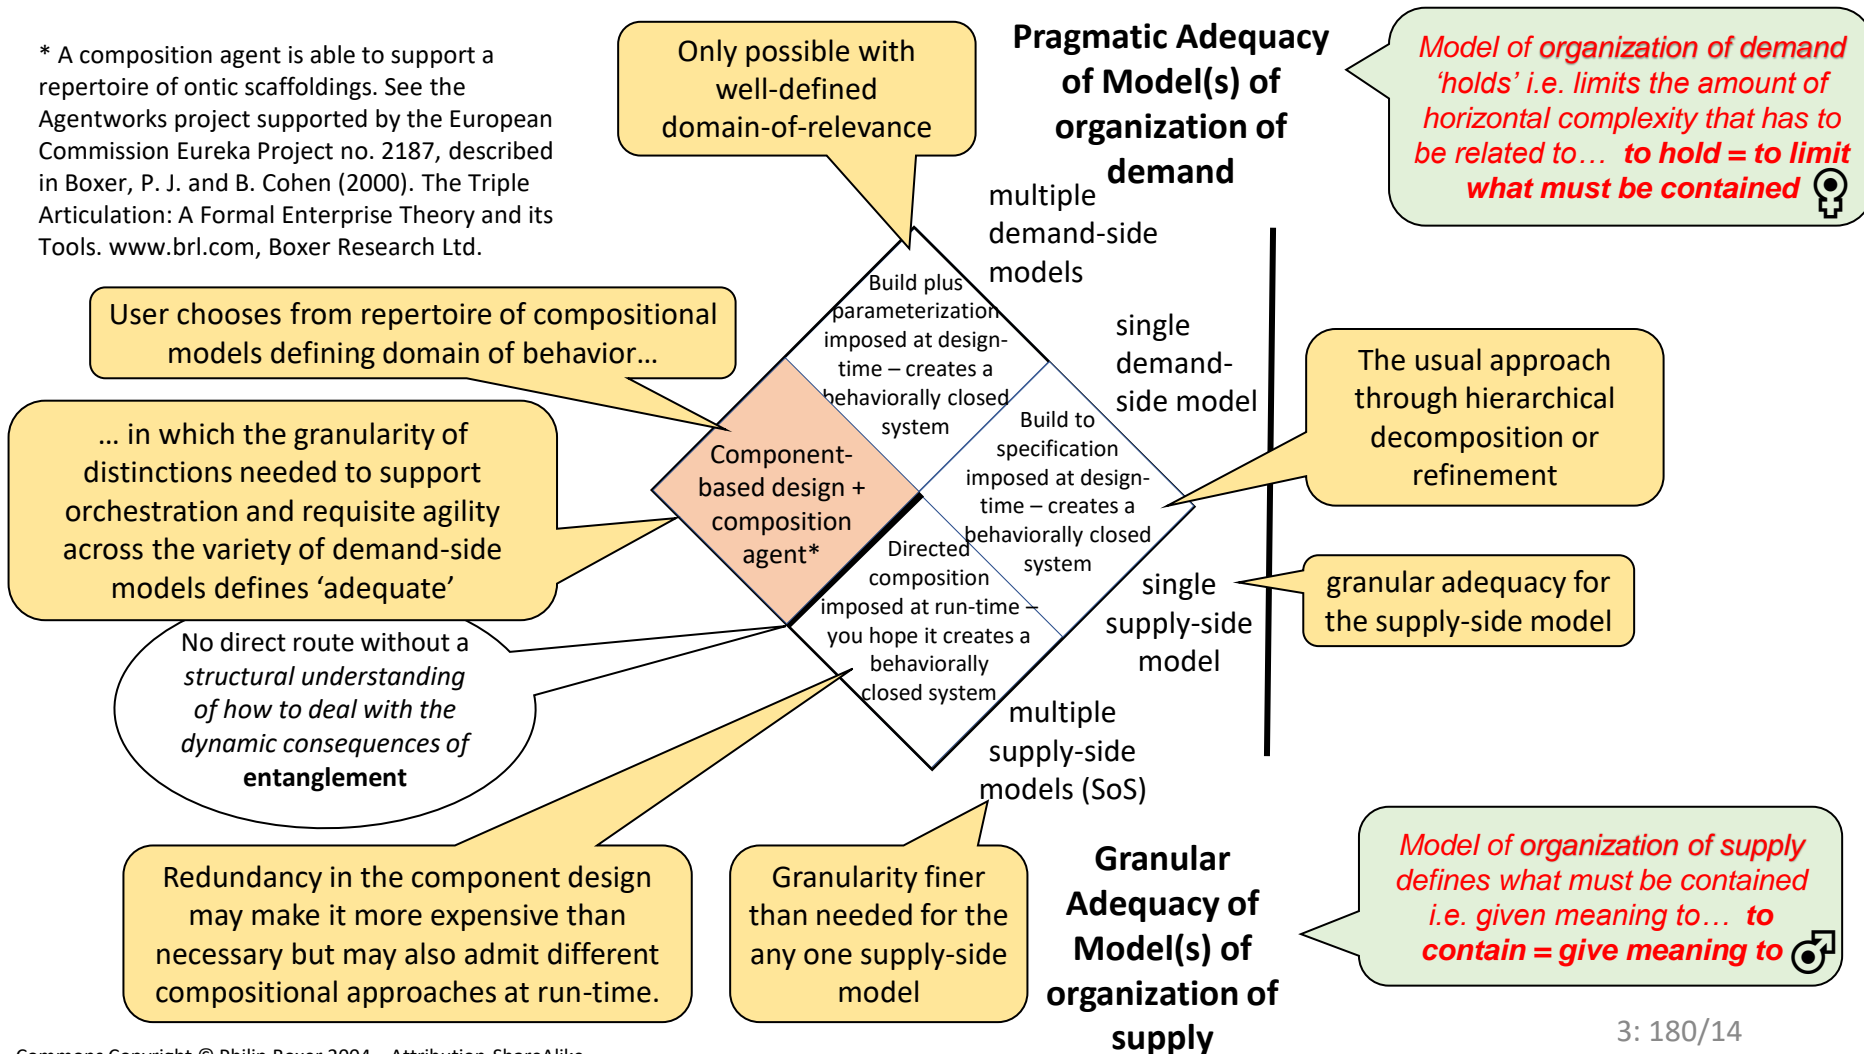 * A composition agent is able to support a
repertoire of ontic scaffoldings. See the
Agentworks project supported by the European
Commission Eureka Project no. 2187, described
in Boxer, P. J. and B. Cohen (2000). The Triple
Articulation: A Formal Enterprise Theory and its
Tools. www.brl.com, Boxer Research Ltd.
Only possible with
well-defined
domain-of-relevance
Pragmatic Adequacy
of Model(s) of
organization of
demand
Model of organization of demand
‘holds’ i.e. limits the amount of
horizontal complexity that has to
be related to… to hold = to limit
what must be contained
multiple
demand-side
models
single
demand-
side model
User chooses from repertoire of compositional
models defining domain of behavior…
… in which the granularity of
distinctions needed to support
orchestration and requisite agility
across the variety of demand-side
models defines ‘adequate’
No direct route without a
structural understanding
of how to deal with the
dynamic consequences of
entanglement
Build plus
parameterization
imposed at design-
time – creates a
behaviorally closed
system
Component-
based design +
composition
agent*
Build to
specification
imposed at design-
time – creates a
behaviorally closed
system
Directed
composition
imposed at run-time –
you hope it creates a
behaviorally
closed system
The usual approach
through hierarchical
decomposition or
refinement
single
supply-side
model
granular adequacy for
the supply-side model
multiple
supply-side
models (SoS)
Redundancy in the component design
may make it more expensive than
necessary but may also admit different
compositional approaches at run-time.
Granularity finer
than needed for the
any one supply-side
model
Granular
Adequacy of
Model(s) of
organization of
supply
Model of organization of supply
defines what must be contained
i.e. given meaning to… to
contain = give meaning to
3: 180/14
Commons Copyright © Philip Boxer 2004 – Attribution-ShareAlike